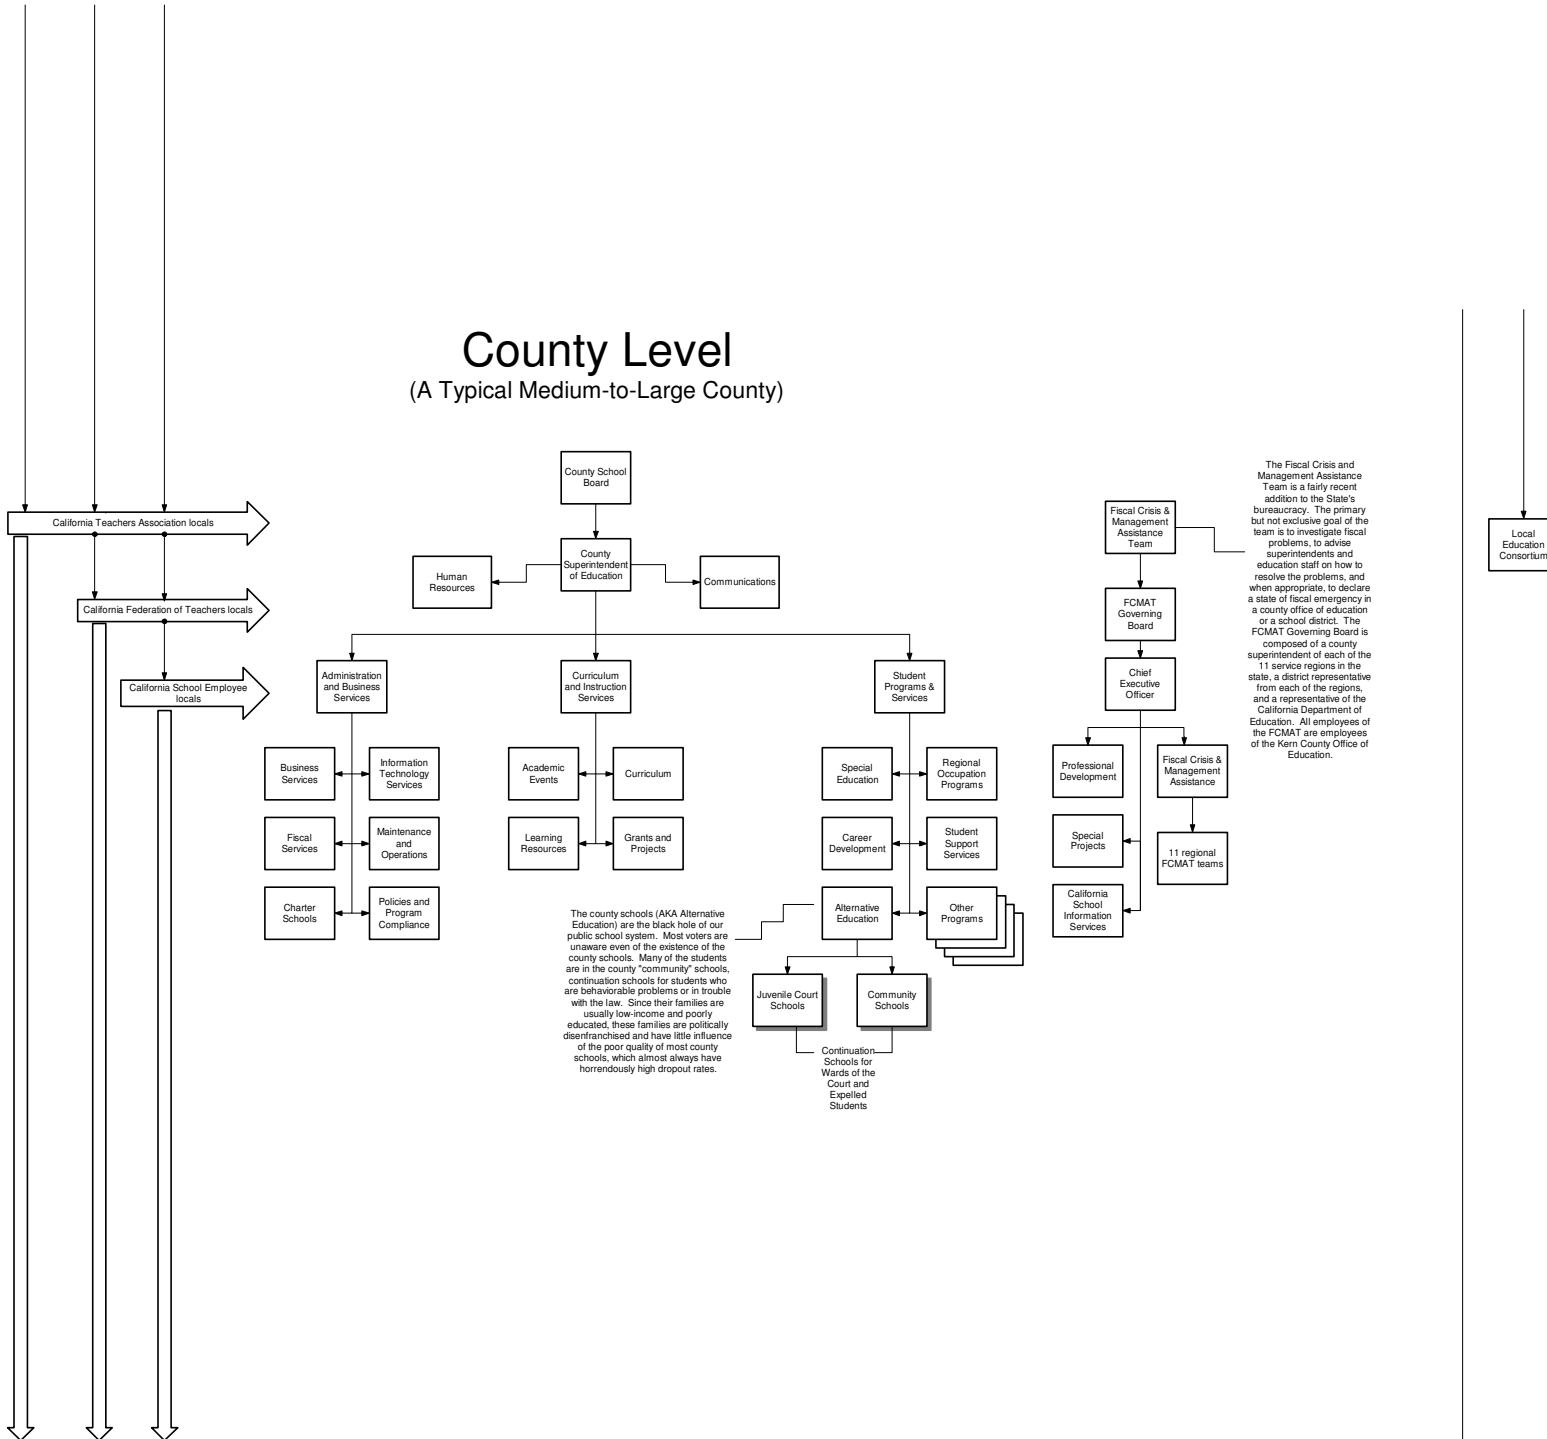 County Level
(A Typical Medium-to-Large County)
California Teachers Association locals
California Federation of Teachers locals
California School Employee
locals
County School
Board
County
Superintendent
of Education
Human
Resources
Communications
Administration
and Business
Services
Curriculum
and Instruction
Services
Student
Programs &
Services
Business
Services
Information
Technology
Services
Fiscal
Services
Maintenance
and
Operations
Charter
Schools
Policies and
Program
Compliance
Academic
Events
Curriculum
Learning
Resources
Grants and
Projects
Special
Education
Regional
Occupation
Programs
Career
Development
Student
Support
Services
Alternative
Education
Other
Programs
The county schools (AKA Alternative
Education) are the black hole of our
public school system.  Most voters are
unaware even of the existence of the
county schools.  Many of the students
are in the county "community" schools,
continuation schools for students who
are behaviorable problems or in trouble
with the law.  Since their families are
usually low-income and poorly
educated, these families are politically
disenfranchised and have little influence
of the poor quality of most county
schools, which almost always have
horrendously high dropout rates.
Juvenile Court
Schools
Community
Schools
Continuation
Schools for
Wards of the
Court and
Expelled
Students
Fiscal Crisis &
Management
Assistance
Team
FCMAT
Governing
Board
Chief
Executive
Officer
Professional
Development
Fiscal Crisis &
Management
Assistance
Special
Projects
11 regional
FCMAT teams
California
School
Information
Services
The Fiscal Crisis and
Management Assistance
Team is a fairly recent
addition to the State's
bureaucracy.  The primary
but not exclusive goal of the
team is to investigate fiscal
problems, to advise
superintendents and
education staff on how to
resolve the problems, and
when appropriate, to declare
a state of fiscal emergency in
a county office of education
or a school district.  The
FCMAT Governing Board is
composed of a county
superintendent of each of the
11 service regions in the
state, a district representative
from each of the regions,
and a representative of the
California Department of
Education.  All employees of
the FCMAT are employees
of the Kern County Office of
Education.
Local
Education
Consortium